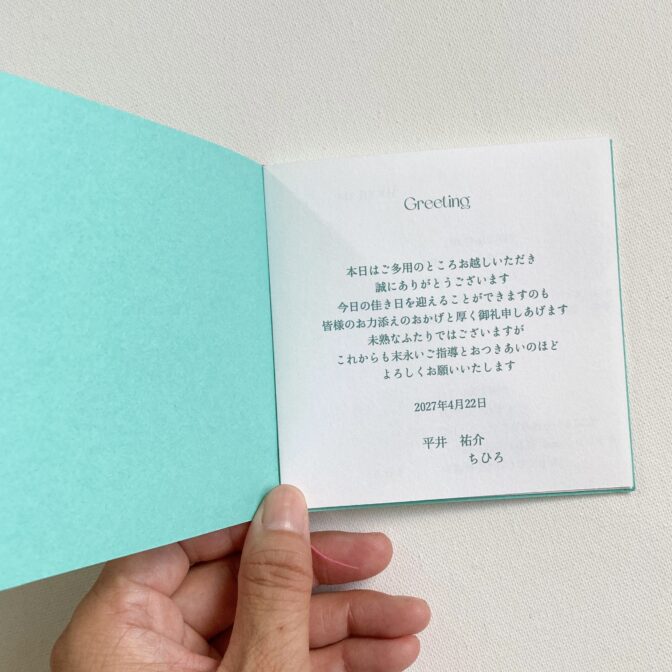 Greeting
本日はご多用のところお越しいただき
誠にありがとうございます
今日の佳き日を迎えることができますのも
皆様のお力添えのおかげと厚く御礼申しあげます
未熟なふたりではございますが
これからも末永いご指導とおつきあいのほど
よろしくお願いいたします
2027年4月22日
平井　祐介
ちひろ